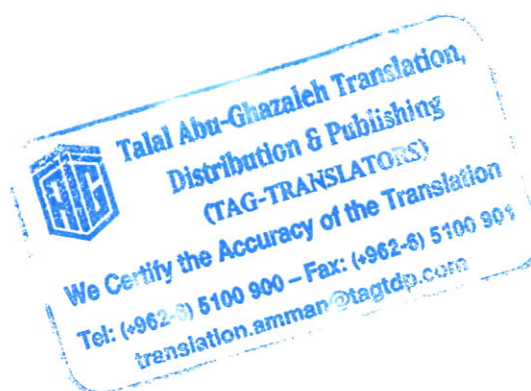 TAG
Talal Abu-Ghazaleh Translation,
Distribution & Publishing
(TAG-TRANSLATORS)
We Certify the Accuracy of the Translation
Tel: (+962-6) 5100 900 – Fax: (+962-6) 5100 901
translation.amman@tagtdp.com